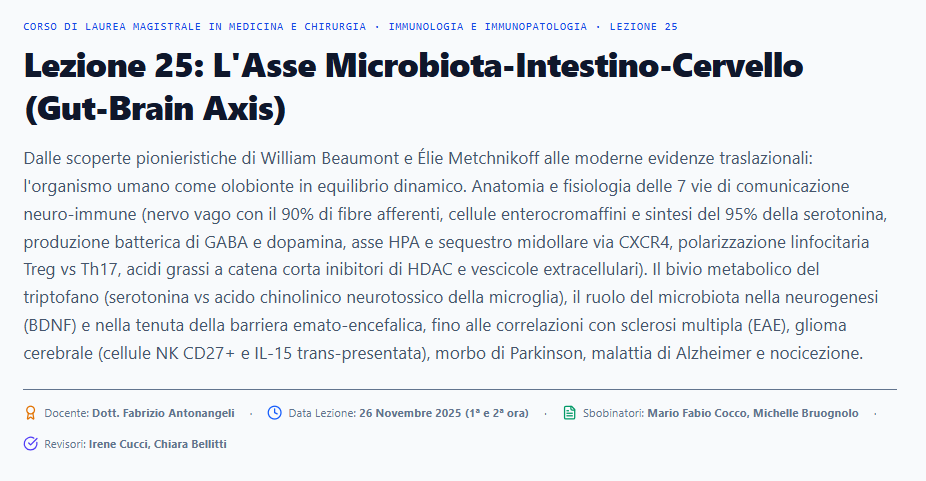 CORSO DI LAUREA MAGISTRALE IN MEDICINA E CHIRURGIA · IMMUNOLOGIA E IMMUNOPATOLOGIA · LEZIONE 25
Lezione 25: L'Asse Microbiota-Intestino-Cervello
(Gut-Brain Axis)
Dalle scoperte pionieristiche di William Beaumont e Élie Metchnikoff alle moderne evidenze traslazionali:
l'organismo umano come olobionte in equilibrio dinamico. Anatomia e fisiologia delle 7 vie di comunicazione
neuro-immune (nervo vago con il 90% di fibre afferenti, cellule enterocromaffini e sintesi del 95% della serotonina,
produzione batterica di GABA e dopamina, asse HPA e sequestro midollare via CXCR4, polarizzazione linfocitaria
Treg vs Th17, acidi grassi a catena corta inibitori di HDAC e vescicole extracellulari). Il bivio metabolico del
triptofano (serotonina vs acido chinolinico neurotossico della microglia), il ruolo del microbiota nella neurogenesi
(BDNF) e nella tenuta della barriera emato-encefalica, fino alle correlazioni con sclerosi multipla (EAE), glioma
cerebrale (cellule NK CD27+ e IL-15 trans-presentata), morbo di Parkinson, malattia di Alzheimer e nocicezione.
Docente: Dott. Fabrizio Antonangeli · Data Lezione: 26 Novembre 2025 (1ª e 2ª ora) · Sbobinatori: Mario Fabio Cocco, Michelle Bruognolo ·
Revisori: Irene Cucci, Chiara Bellitti